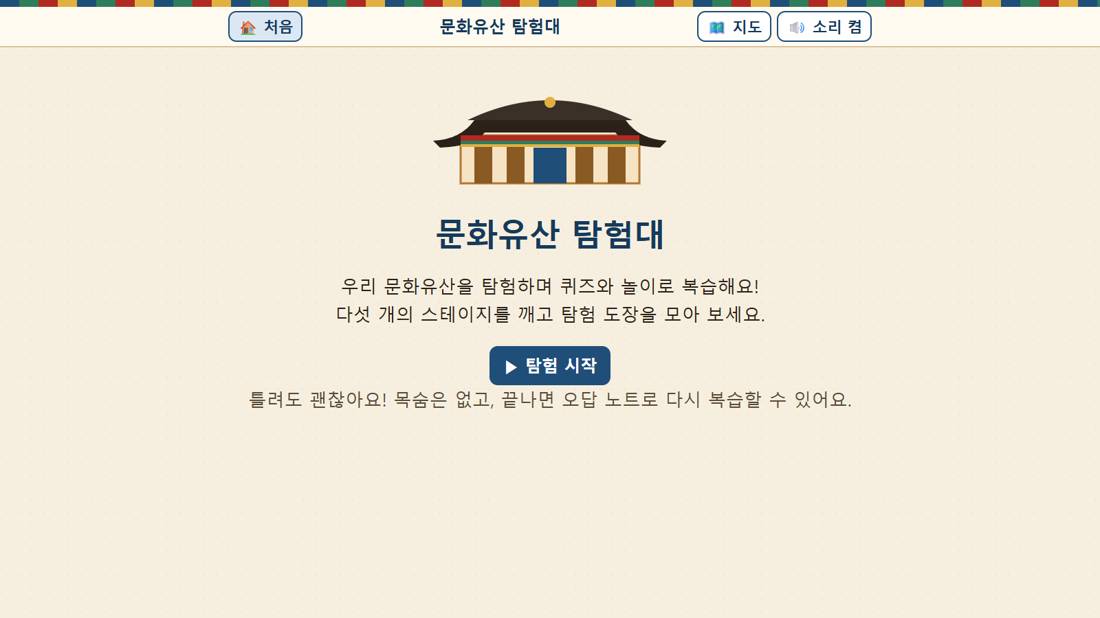 처음
문화유산 탐험대
지도
소리 켬
문화유산 탐험대
우리 문화유산을 탐험하며 퀴즈와 놀이로 복습해요!
다섯 개의 스테이지를 깨고 탐험 도장을 모아 보세요.
▶ 탐험 시작
틀려도 괜찮아요! 목숨은 없고, 끝나면 오답 노트로 다시 복습할 수 있어요.